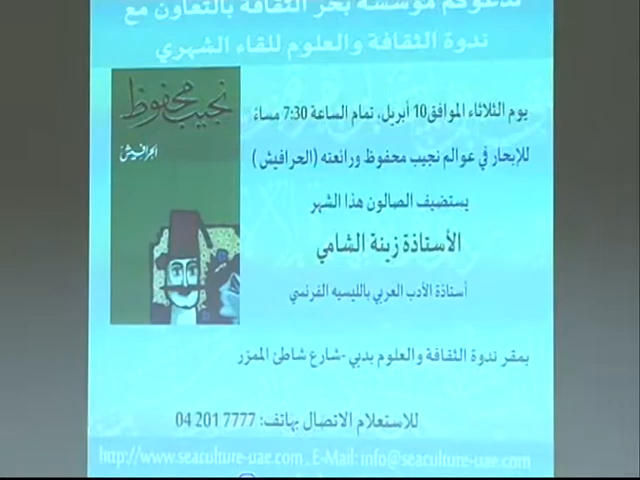 تدعوكم مؤسسة بحر الثقافة بالتعاون مع
ندوة الثقافة والعلوم للقاء الشهري
نجيب محفوظ
الحرافيش
يوم الثلاثاء الموافق10 أبريل، تمام الساعة 7:30 مساءً
للإبحار في عوالم نجيب محفوظ ورائعته (الحرافيش )
يستضيف الصالون هذا الشهر
الأستاذة زينة الشامي
أستاذة الأدب العربي بالليسيه الفرنسي
بمقر ندوة الثقافة والعلوم بدبي -شارع شاطئ الممزر
للاستعلام الاتصال بهاتف: 7777 201 04
http://www.seaculture-uae.com . E-Mail: info@seaculture-uae.com